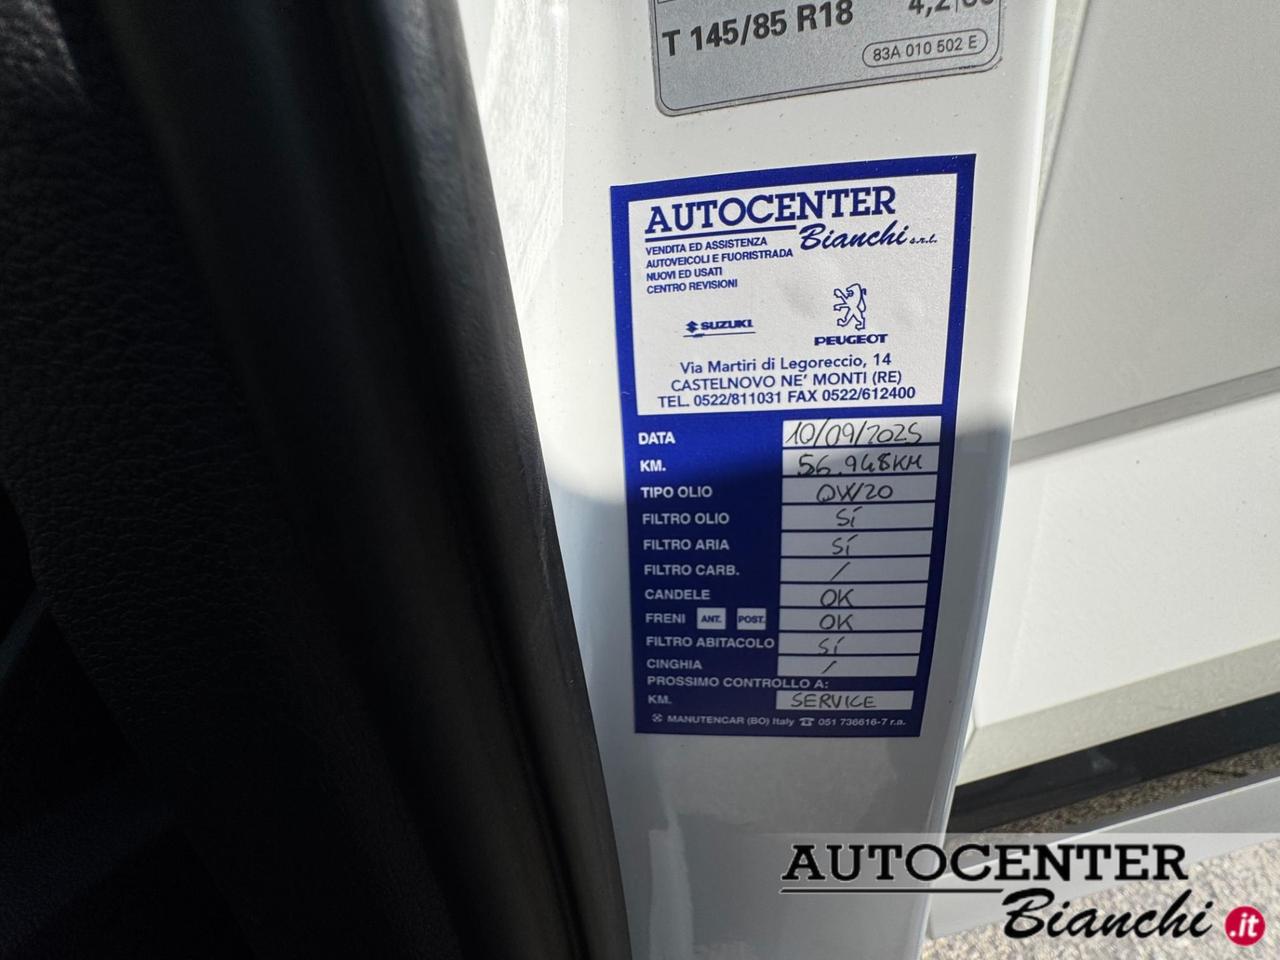 T 145/85 R18
83A 010 502 E
AUTOCENTER
Bianchi s.r.l.
VENDITA ED ASSISTENZA
AUTOVEICOLI E FUORISTRADA
NUOVI ED USATI
CENTRO REVISIONI
SUZUKI
PEUGEOT
Via Martiri di Legoreccio, 14
CASTELNOVO NE' MONTI (RE)
TEL. 0522/811031 FAX 0522/612400
DATA 10/09/2025
KM. 56.948KM
TIPO OLIO 0W/20
FILTRO OLIO Sí
FILTRO ARIA Sí
FILTRO CARB. /
CANDELE OK
FRENI ANT. POST. OK
FILTRO ABITACOLO Sí
CINGHIA /
PROSSIMO CONTROLLO A:
KM. SERVICE
MANUTENCAR (BO) Italy ☎ 051 736616-7 r.a.
AUTOCENTER
Bianchi .it